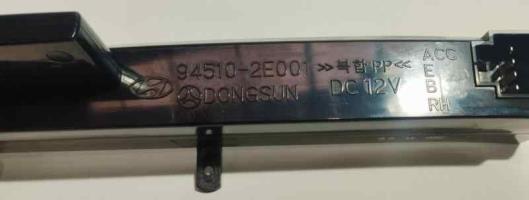 94510-2E001 >>복합PP<<
DONGSUN DC 12V
ACC
E
B
RH